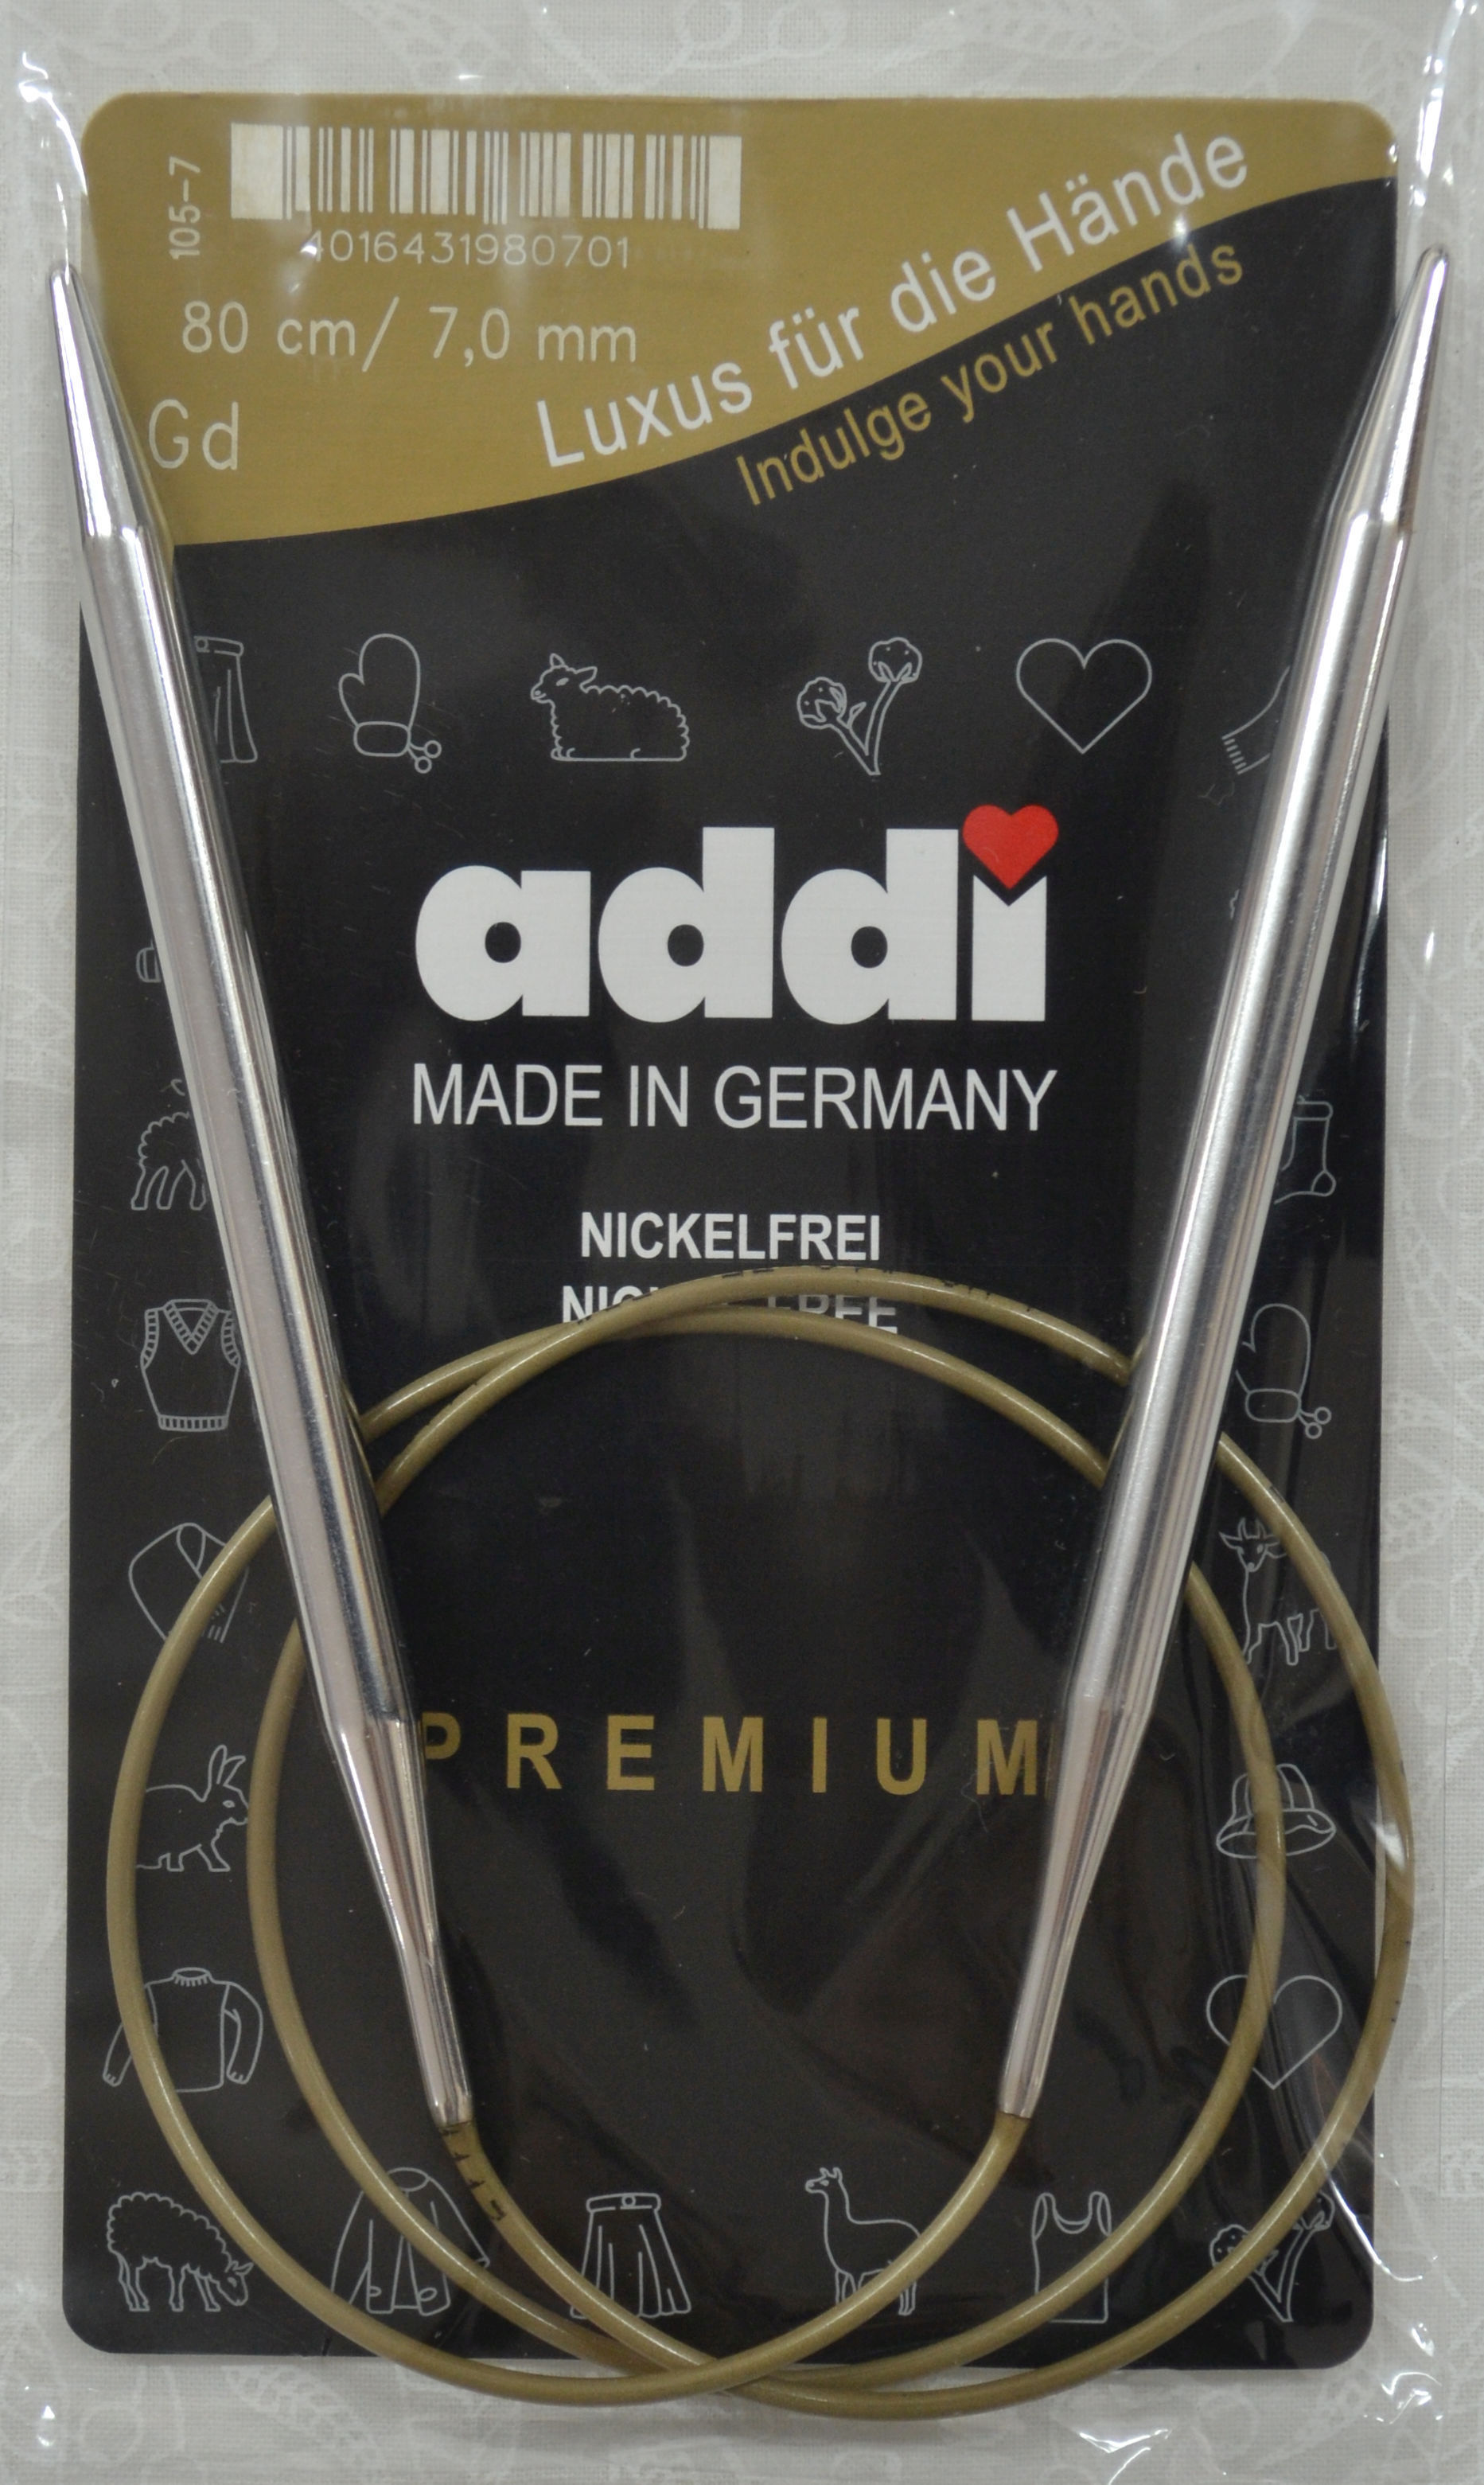 105-7
4016431980701
80 cm/ 7,0 mm
Gd
Luxus für die Hände
Indulge your hands
addi
MADE IN GERMANY
NICKELFREI
PREMIUM